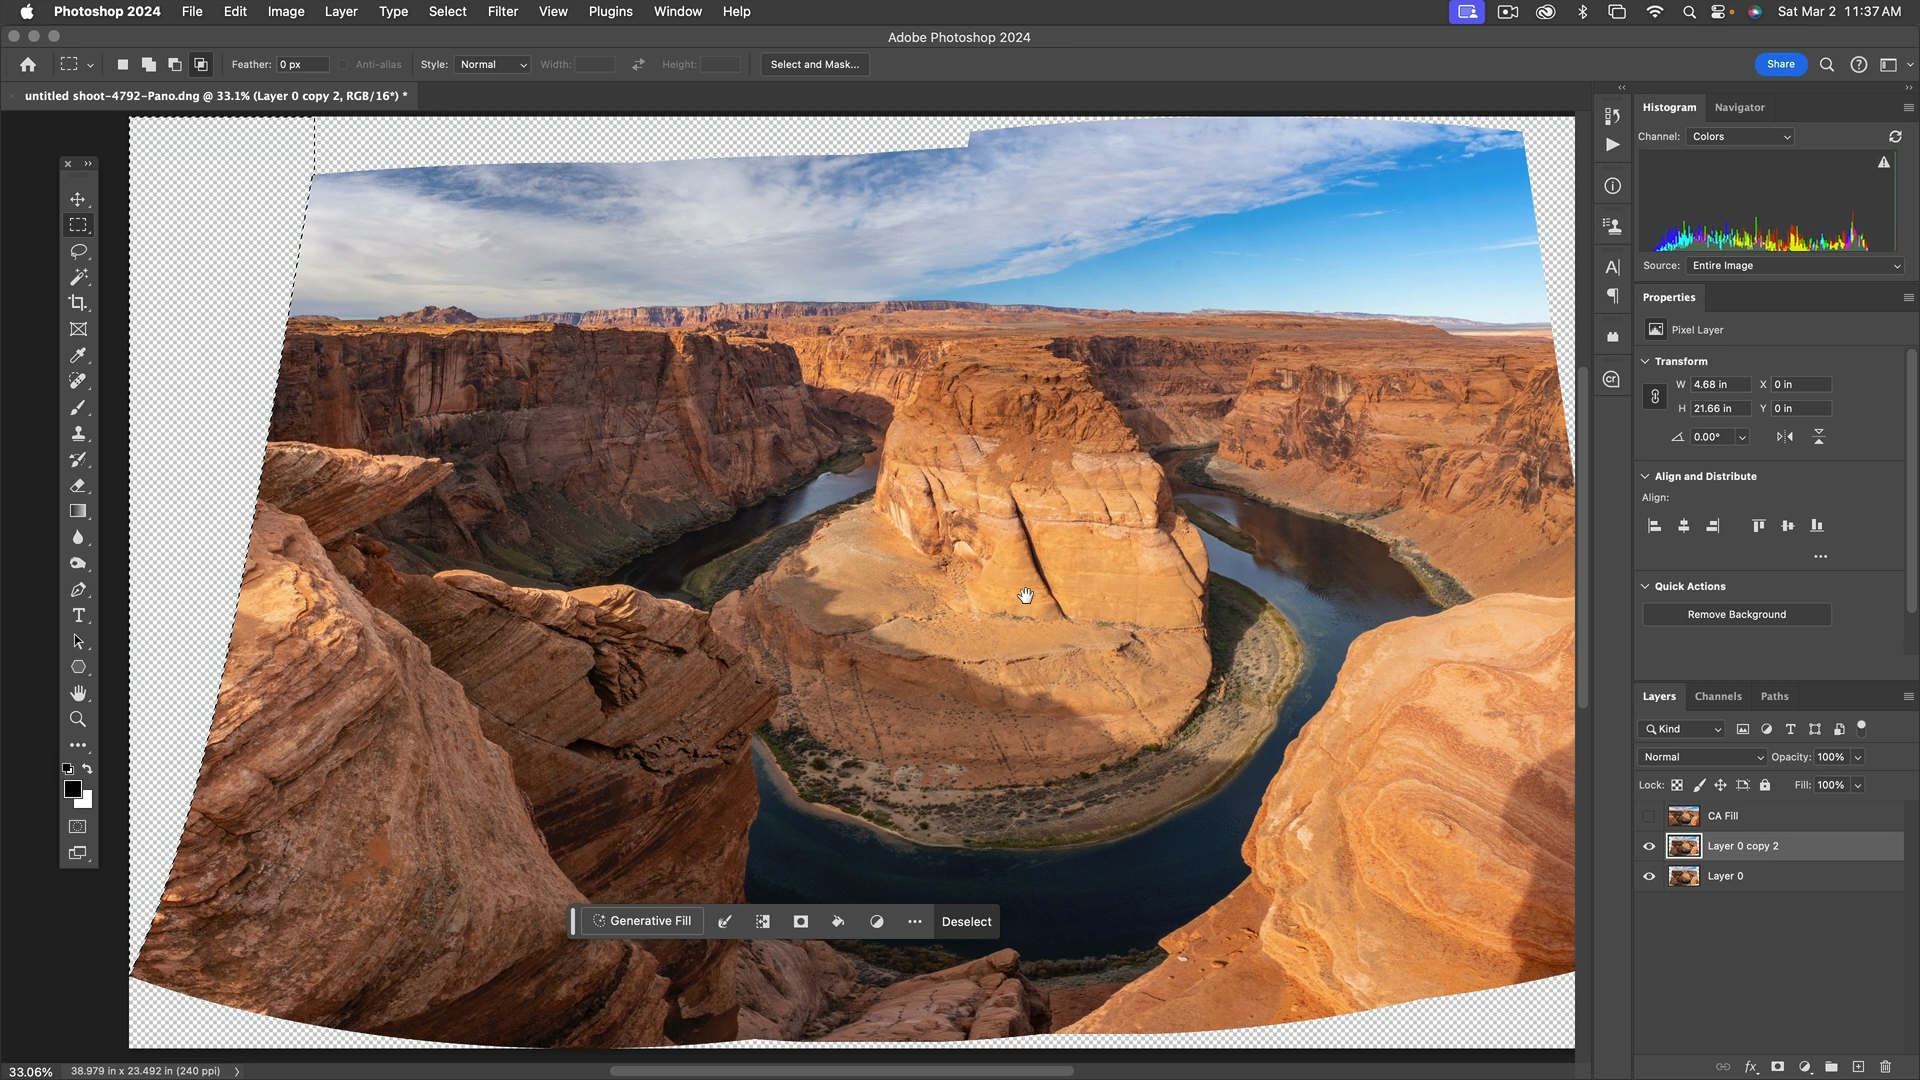 Photoshop 2024 File Edit Image Layer Type Select Filter View Plugins Window Help Sat Mar 2 11:37 AM
Adobe Photoshop 2024
Feather: 0 px Anti-alias Style: Normal Width: Height: Select and Mask... Share
untitled shoot-4792-Pano.dng @ 33.1% (Layer 0 copy 2, RGB/16*) *
Histogram Navigator
Channel: Colors
Source: Entire Image
Properties
Pixel Layer
Transform
W 4.68 in X 0 in
H 21.66 in Y 0 in
0.00°
Align and Distribute
Align:
Quick Actions
Remove Background
Layers Channels Paths
Kind
Normal Opacity: 100%
Lock: Fill: 100%
CA Fill
Layer 0 copy 2
Layer 0
Generative Fill Deselect
33.06% 38.979 in x 23.492 in (240 ppi)